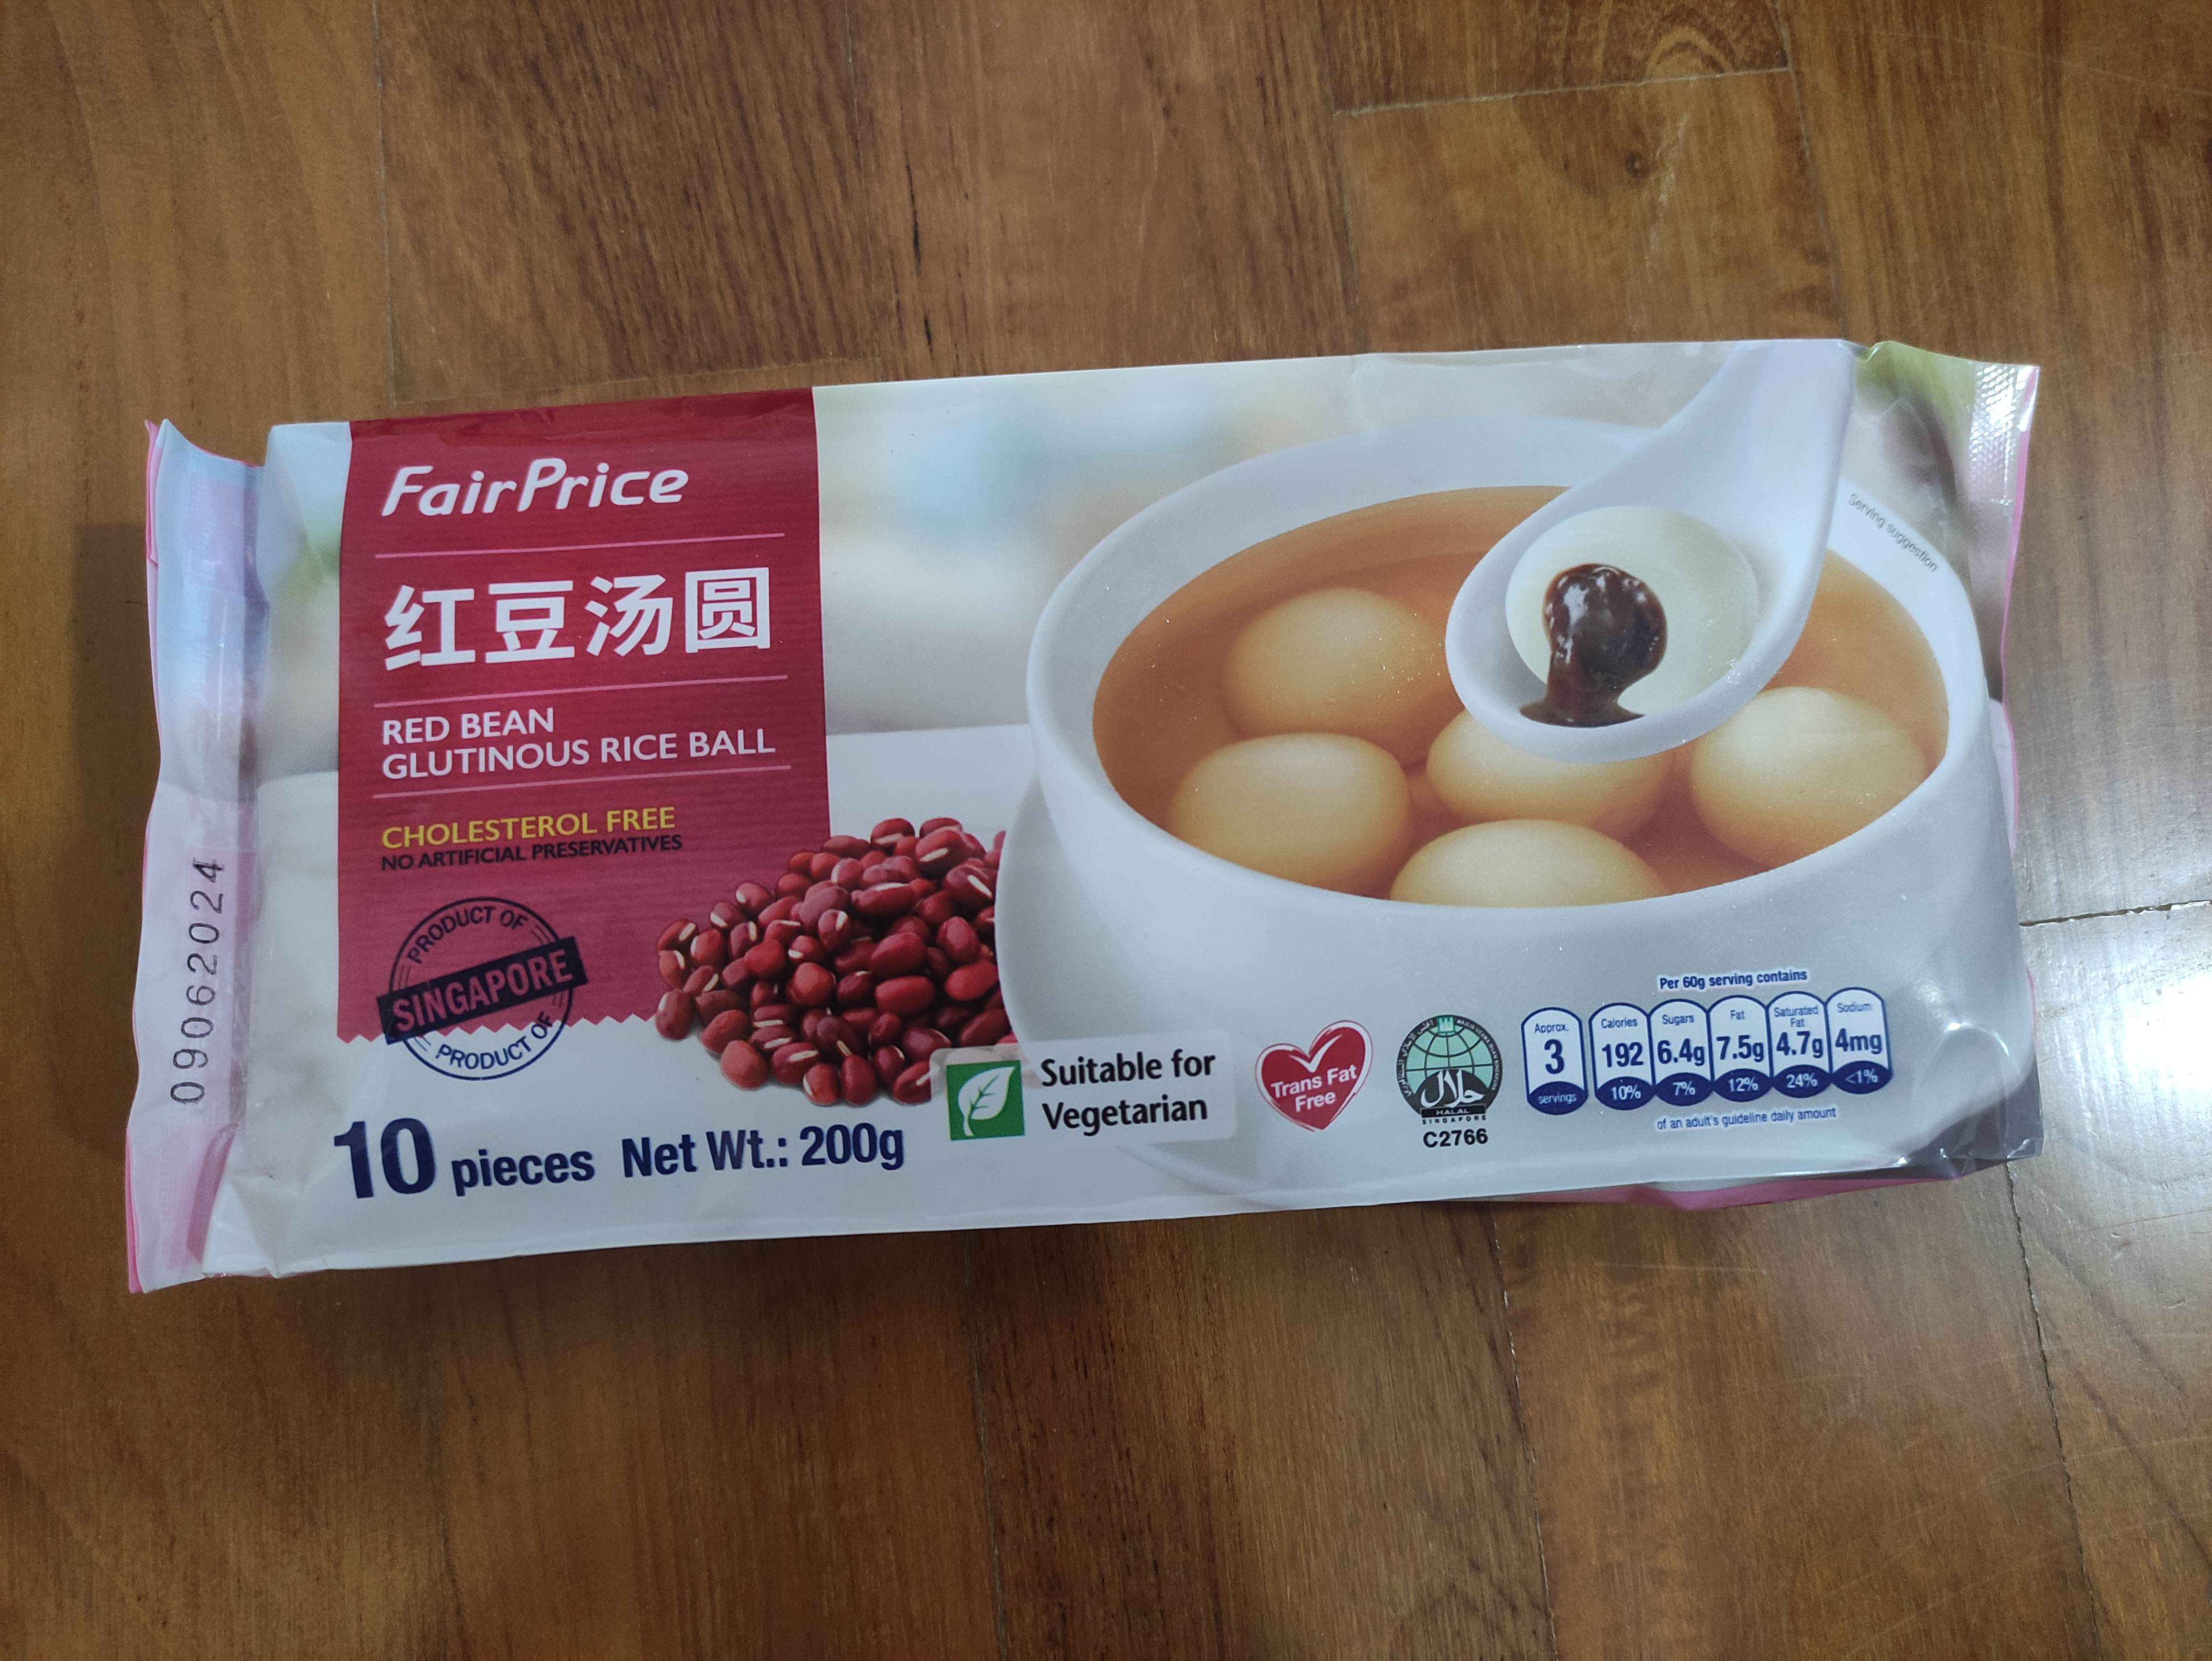 FairPrice
红豆汤圆
RED BEAN
GLUTINOUS RICE BALL
CHOLESTEROL FREE
NO ARTIFICIAL PRESERVATIVES
PRODUCT OF
SINGAPORE
PRODUCT OF
10 pieces Net Wt.: 200g
09062024
Serving suggestion
Suitable for
Vegetarian
Trans Fat
Free
حلال
HALAL
SINGAPORE
C2766
Per 60g serving contains
Approx. 3 servings
Calories 192 10%
Sugars 6.4g 7%
Fat 7.5g 12%
Saturated Fat 4.7g 24%
Sodium 4mg <1%
of an adult's guideline daily amount